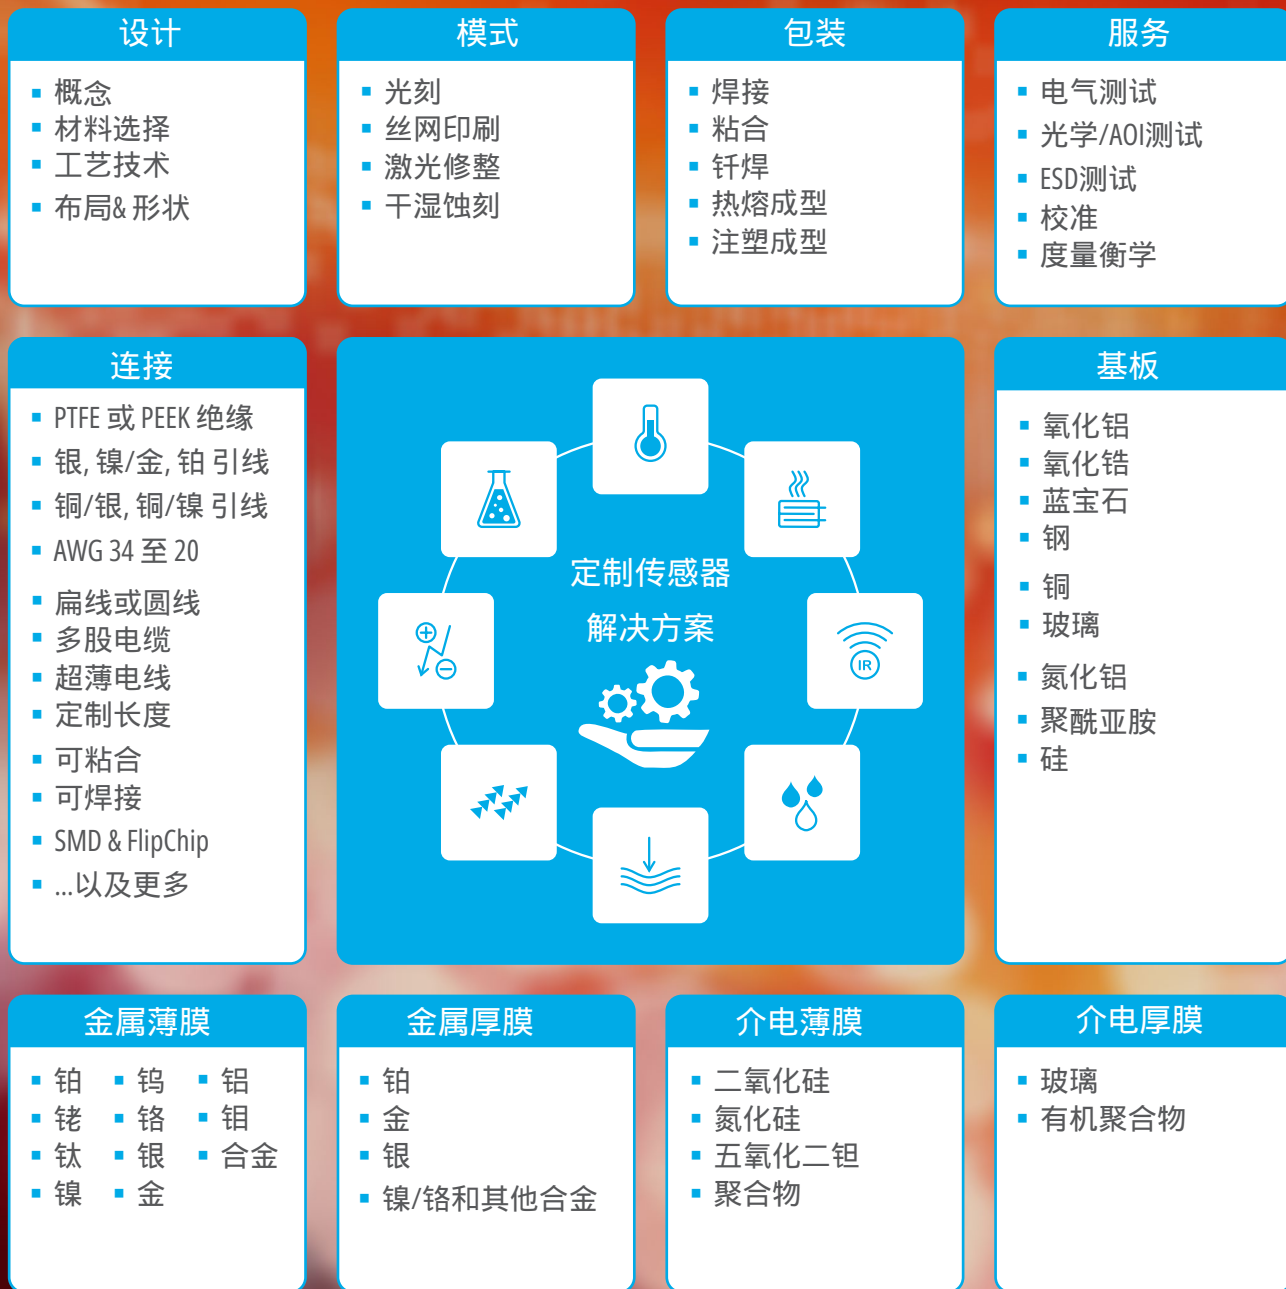 设计
概念
材料选择
工艺技术
布局& 形状
模式
光刻
丝网印刷
激光修整
干湿蚀刻
包装
焊接
粘合
钎焊
热熔成型
注塑成型
服务
电气测试
光学/AOI测试
ESD测试
校准
度量衡学
连接
PTFE 或 PEEK 绝缘
银, 镍/金, 铂 引线
铜/银, 铜/镍 引线
AWG 34 至 20
扁线或圆线
多股电缆
超薄电线
定制长度
可粘合
可焊接
SMD & FlipChip
...以及更多
定制传感器
解决方案
IR
基板
氧化铝
氧化锆
蓝宝石
钢
铜
玻璃
氮化铝
聚酰亚胺
硅
金属薄膜
铂 钨 铝
铑 铬 钼
钛 银 合金
镍 金
金属厚膜
铂
金
银
镍/铬和其他合金
介电薄膜
二氧化硅
氮化硅
五氧化二钽
聚合物
介电厚膜
玻璃
有机聚合物